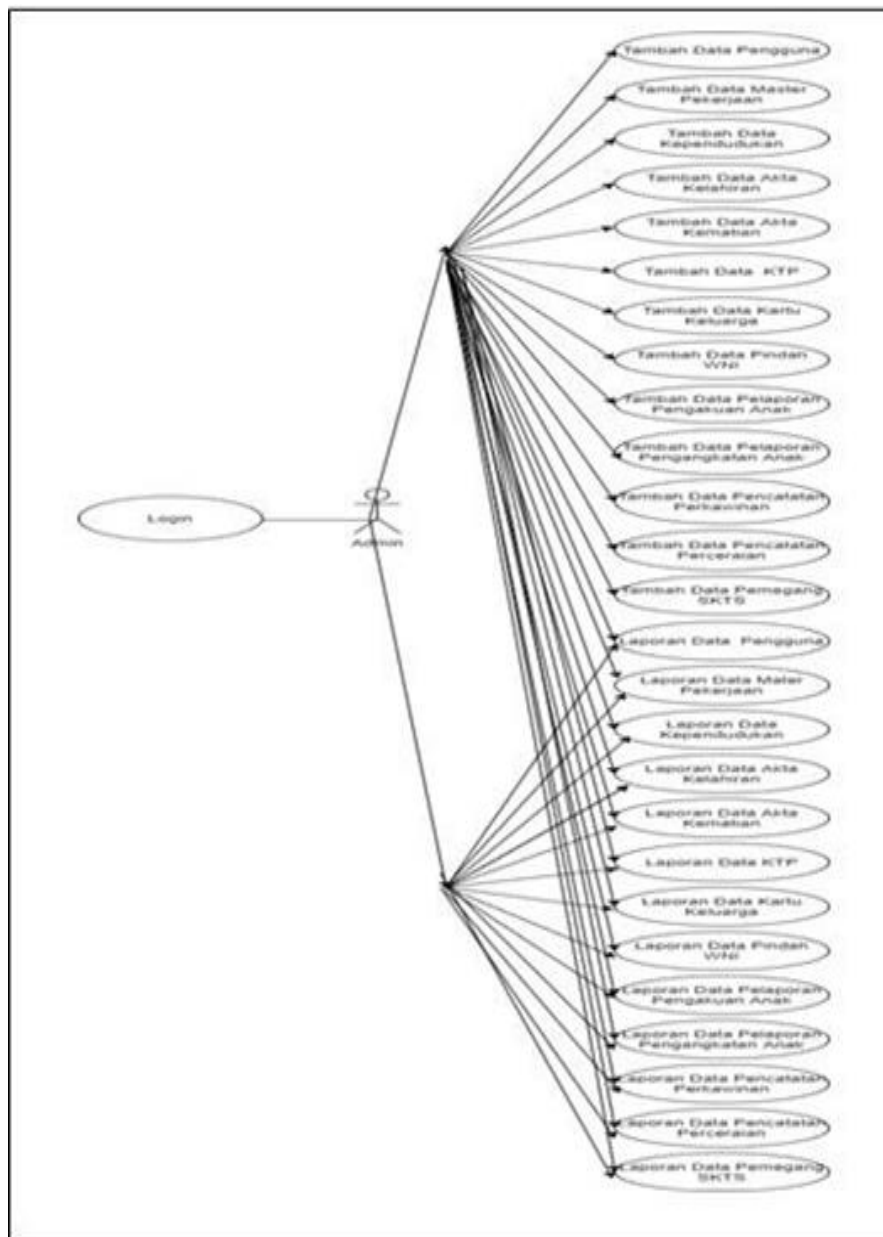 Tambah Data Pengguna
Tambah Data Master
Pekerjaan
Tambah Data
Kependudukan
Tambah Data Akta
Kelahiran
Tambah Data Akta
Kematian
Tambah Data KTP
Tambah Data Kartu
Keluarga
Tambah Data Pindah
WNI
Tambah Data Pelaporan
Pengakuan Anak
Tambah Data Pelaporan
Pengangkatan Anak
Tambah Data Pencatatan
Perkawinan
Tambah Data Pencatatan
Perceraian
Tambah Data Pemegang
SKTS
Login
Admin
Laporan Data Pengguna
Laporan Data Mater
Pekerjaan
Laporan Data
Kependudukan
Laporan Data Akta
Kelahiran
Laporan Data Akta
Kematian
Laporan Data KTP
Laporan Data Kartu
Keluarga
Laporan Data Pindah
WNI
Laporan Data Pelaporan
Pengakuan Anak
Laporan Data Pelaporan
Pengangkatan Anak
Laporan Data Pencatatan
Perkawinan
Laporan Data Pencatatan
Perceraian
Laporan Data Pemegang
SKTS